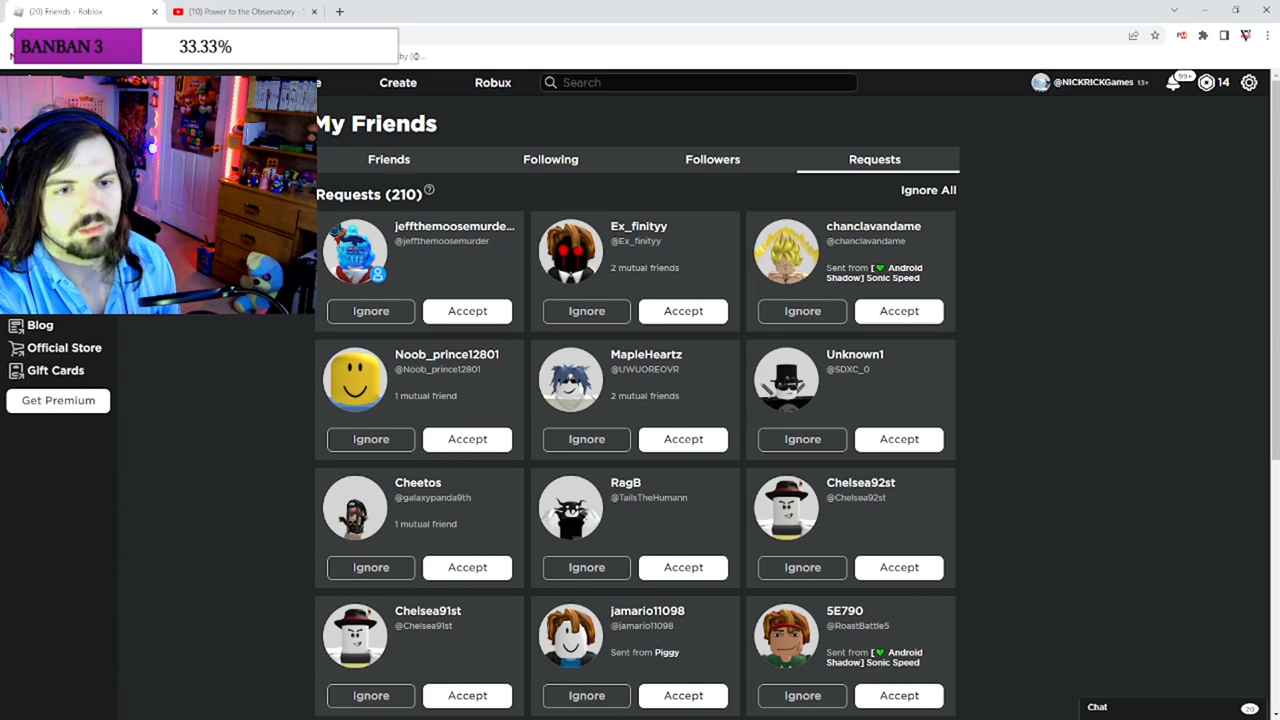 (20) Friends - Roblox
(10) Power to the Observatory -
BANBAN 3 33.33%
by (@...
Create
Robux
Search
@NICKRICKGames 13+
99+
14
My Friends
Friends
Following
Followers
Requests
Requests (210)
Ignore All
jeffthemoosemurde...
@jeffthemoosemurder
Ignore
Accept
Ex_finityy
@Ex_finityy
2 mutual friends
Ignore
Accept
chanclavandame
@chanclavandame
Sent from [💚 Android
Shadow] Sonic Speed
Ignore
Accept
Blog
Official Store
Gift Cards
Get Premium
Noob_prince12801
@Noob_prince12801
1 mutual friend
Ignore
Accept
MapleHeartz
@UWUOREOVR
2 mutual friends
Ignore
Accept
Unknown1
@SDXC_0
Ignore
Accept
Cheetos
@galaxypanda9th
1 mutual friend
Ignore
Accept
RagB
@TailsTheHumann
Ignore
Accept
Chelsea92st
@Chelsea92st
Ignore
Accept
Chelsea91st
@Chelsea91st
Ignore
Accept
jamario11098
@jamario11098
Sent from Piggy
Ignore
Accept
5E790
@RoastBattle5
Sent from [💚 Android
Shadow] Sonic Speed
Ignore
Accept
Chat
20